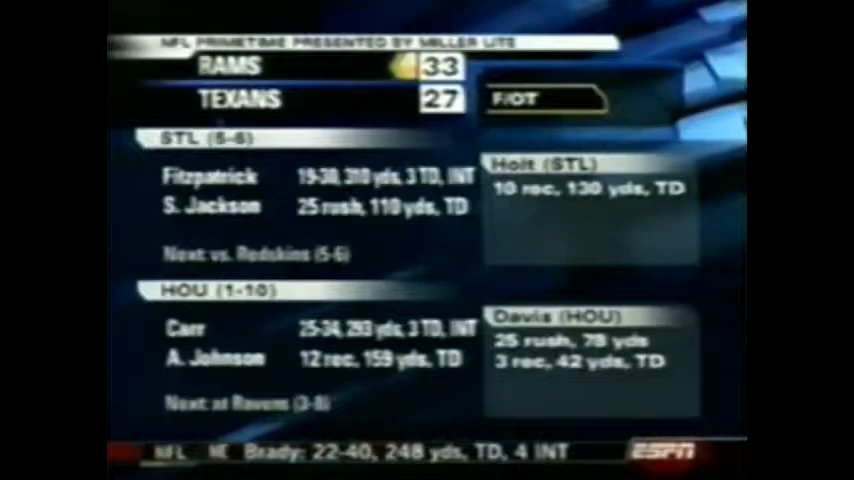 NFL PRIMETIME PRESENTED BY MILLER LITE
RAMS 33
TEXANS 27
F/OT
STL (5-6)
Fitzpatrick 19-30, 310 yds, 3 TD, INT
S. Jackson 25 rush, 110 yds, TD
Next: vs. Redskins (5-6)
Holt (STL)
10 rec, 130 yds, TD
HOU (1-10)
Carr 25-34, 293 yds, 3 TD, INT
A. Johnson 12 rec, 159 yds, TD
Next: at Ravens (3-8)
Davis (HOU)
25 rush, 78 yds
3 rec, 42 yds, TD
NFL NE Brady: 22-40, 248 yds, TD, 4 INT
ESPN